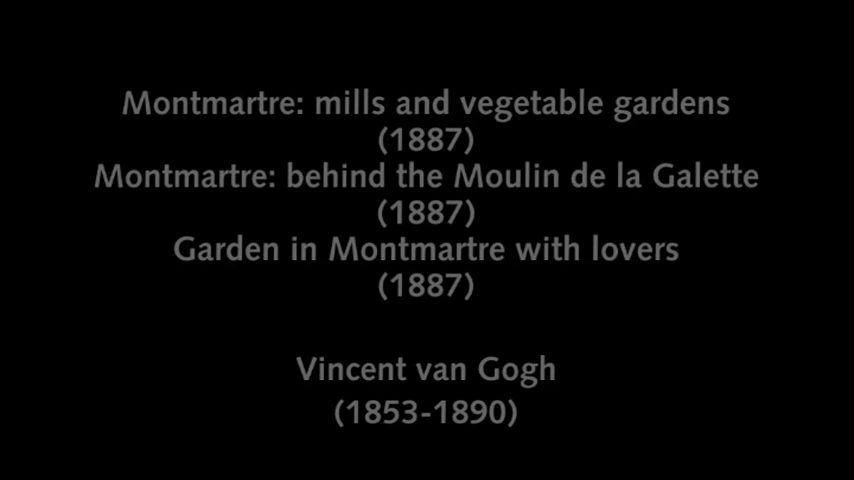 Montmartre: mills and vegetable gardens
(1887)
Montmartre: behind the Moulin de la Galette
(1887)
Garden in Montmartre with lovers
(1887)
Vincent van Gogh
(1853-1890)